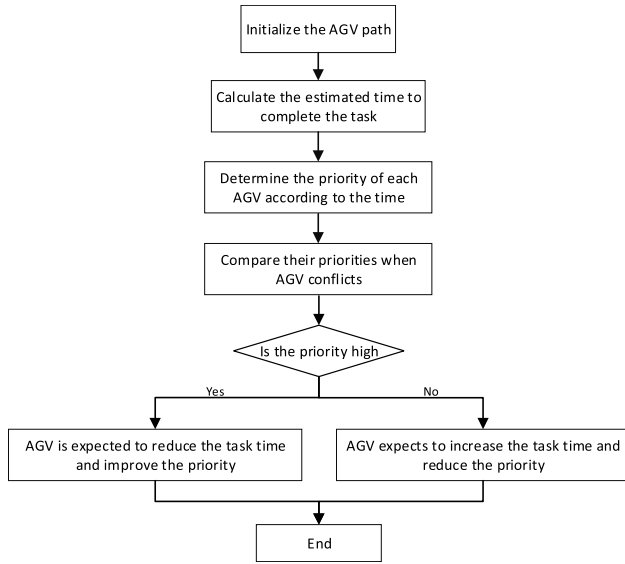 Initialize the AGV path
Calculate the estimated time to
complete the task
Determine the priority of each
AGV according to the time
Compare their priorities when
AGV conflicts
Is the priority high
Yes
No
AGV is expected to reduce the task time
and improve the priority
AGV expects to increase the task time and
reduce the priority
End